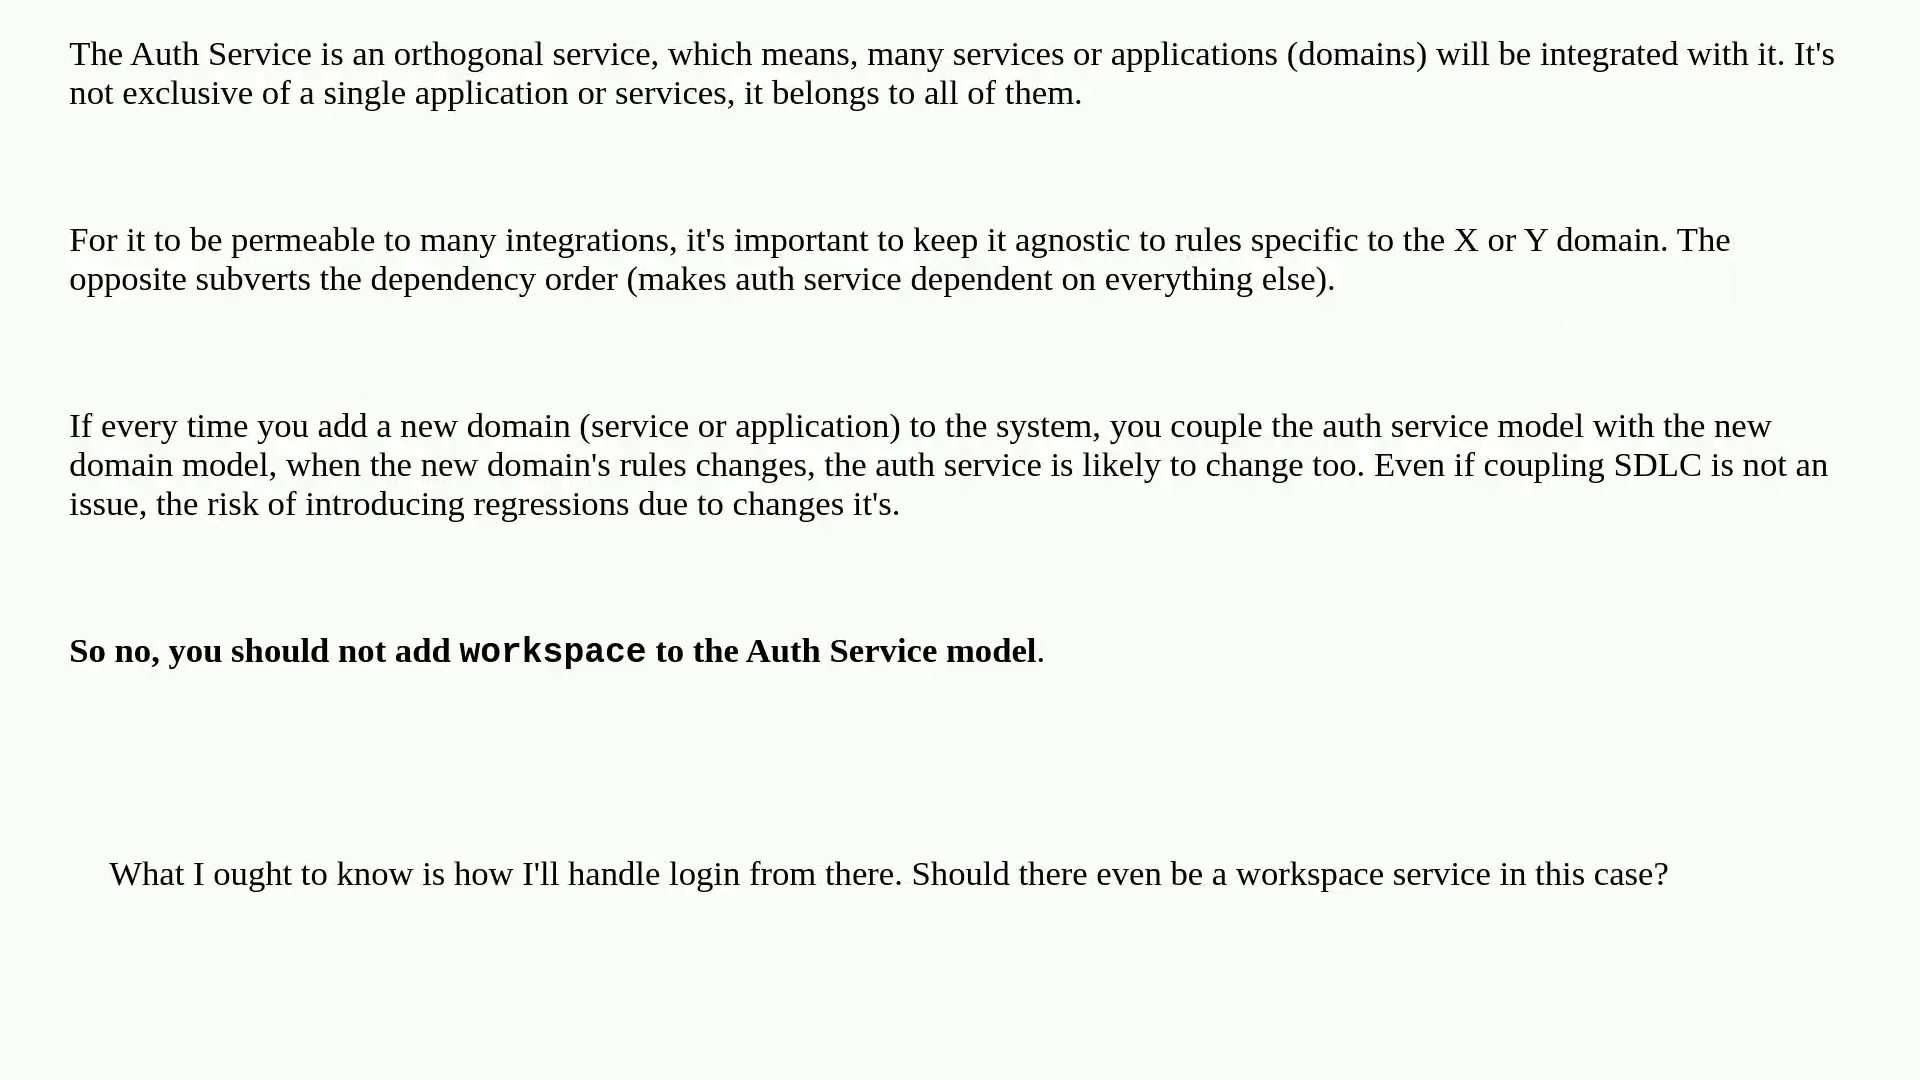 The Auth Service is an orthogonal service, which means, many services or applications (domains) will be integrated with it. It's
not exclusive of a single application or services, it belongs to all of them.
For it to be permeable to many integrations, it's important to keep it agnostic to rules specific to the X or Y domain. The
opposite subverts the dependency order (makes auth service dependent on everything else).
If every time you add a new domain (service or application) to the system, you couple the auth service model with the new
domain model, when the new domain's rules changes, the auth service is likely to change too. Even if coupling SDLC is not an
issue, the risk of introducing regressions due to changes it's.
So no, you should not add workspace to the Auth Service model.
What I ought to know is how I'll handle login from there. Should there even be a workspace service in this case?